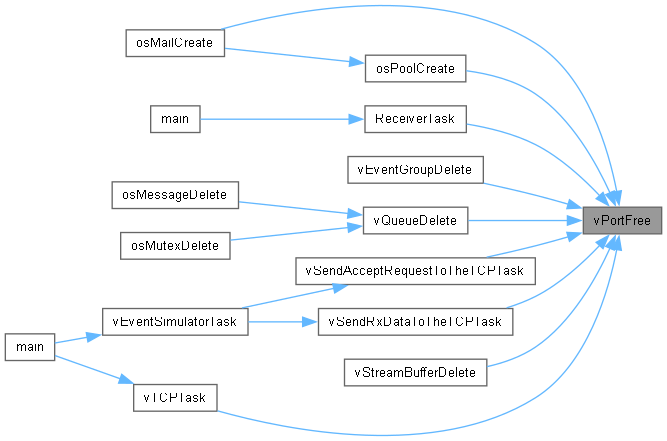 osMailCreate
osPoolCreate
main
ReceiverTask
vEventGroupDelete
osMessageDelete
vQueueDelete
vPortFree
osMutexDelete
vSendAcceptRequestToTheTCPTask
vEventSimulatorTask
vSendRxDataToTheTCPTask
main
vStreamBufferDelete
vTCPTask